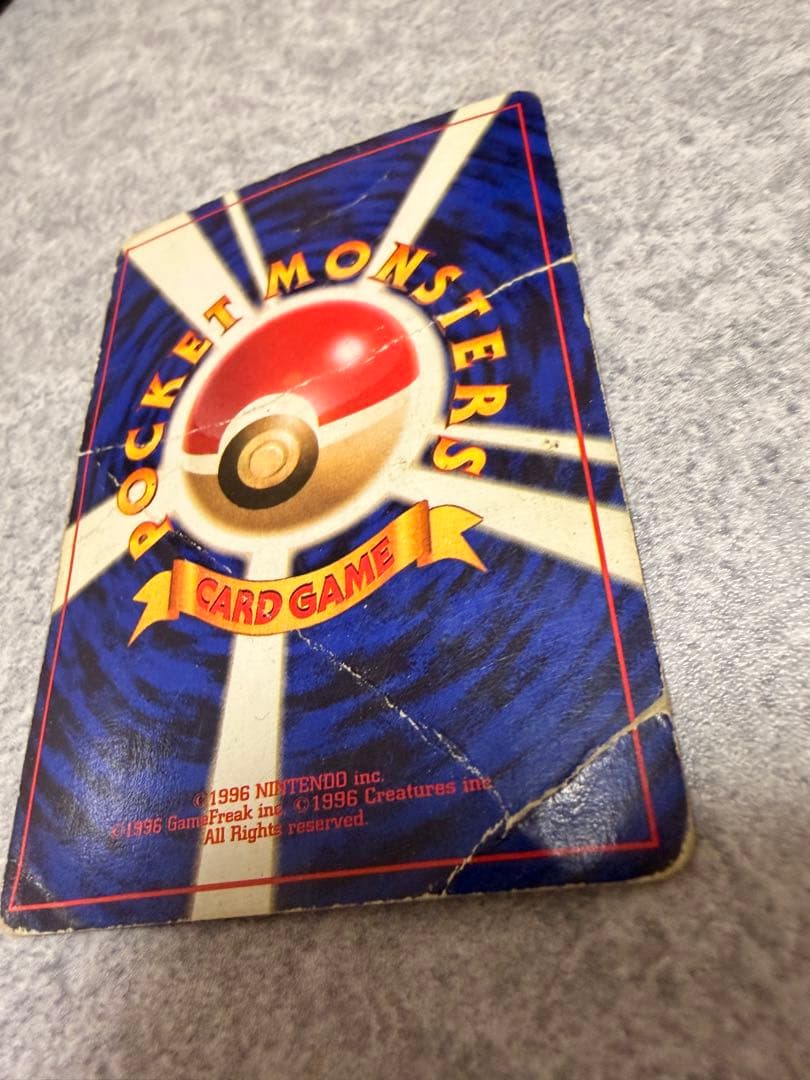 POCKET MONSTERS
CARD GAME
©1996 NINTENDO inc.
©1996 GameFreak inc. ©1996 Creatures inc
All Rights reserved.